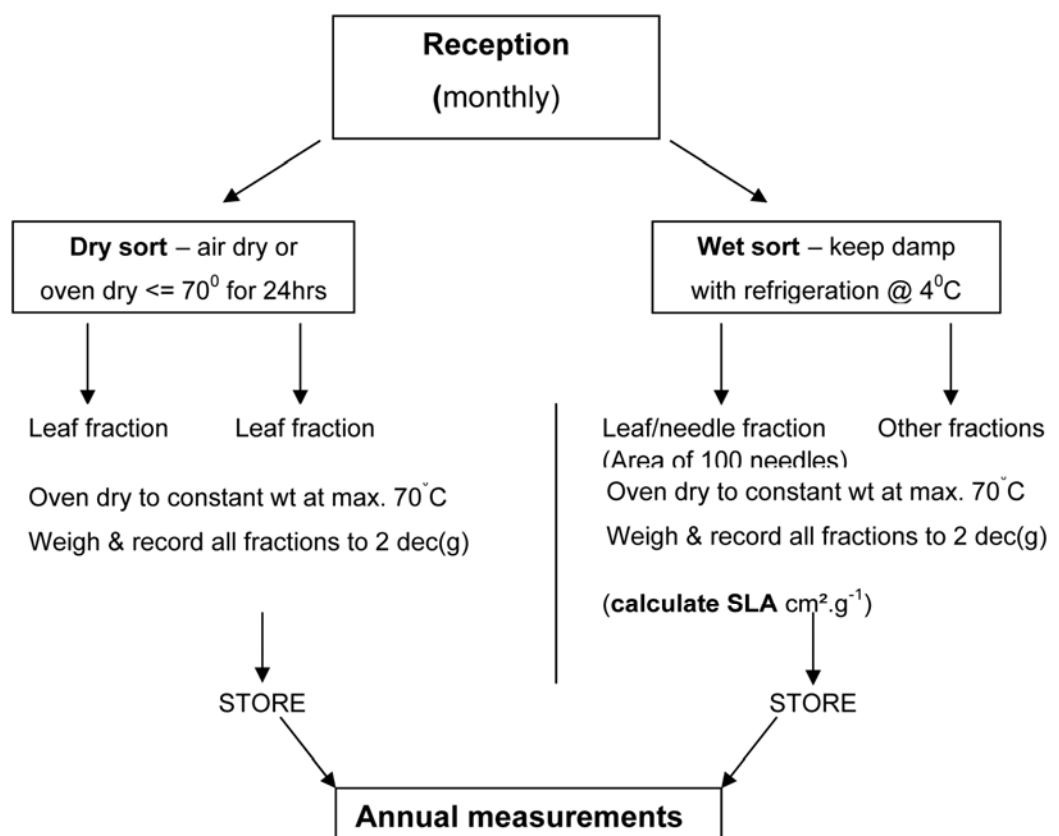 Reception
(monthly)
Dry sort – air dry or
oven dry <= 70⁰ for 24hrs
Wet sort – keep damp
with refrigeration @ 4⁰C
Leaf fraction
Leaf fraction
Oven dry to constant wt at max. 70˚C
Weigh & record all fractions to 2 dec(g)
STORE
Leaf/needle fraction
Other fractions
(Area of 100 needles)
Oven dry to constant wt at max. 70˚C
Weigh & record all fractions to 2 dec(g)
(calculate SLA cm².g⁻¹)
STORE
Annual measurements